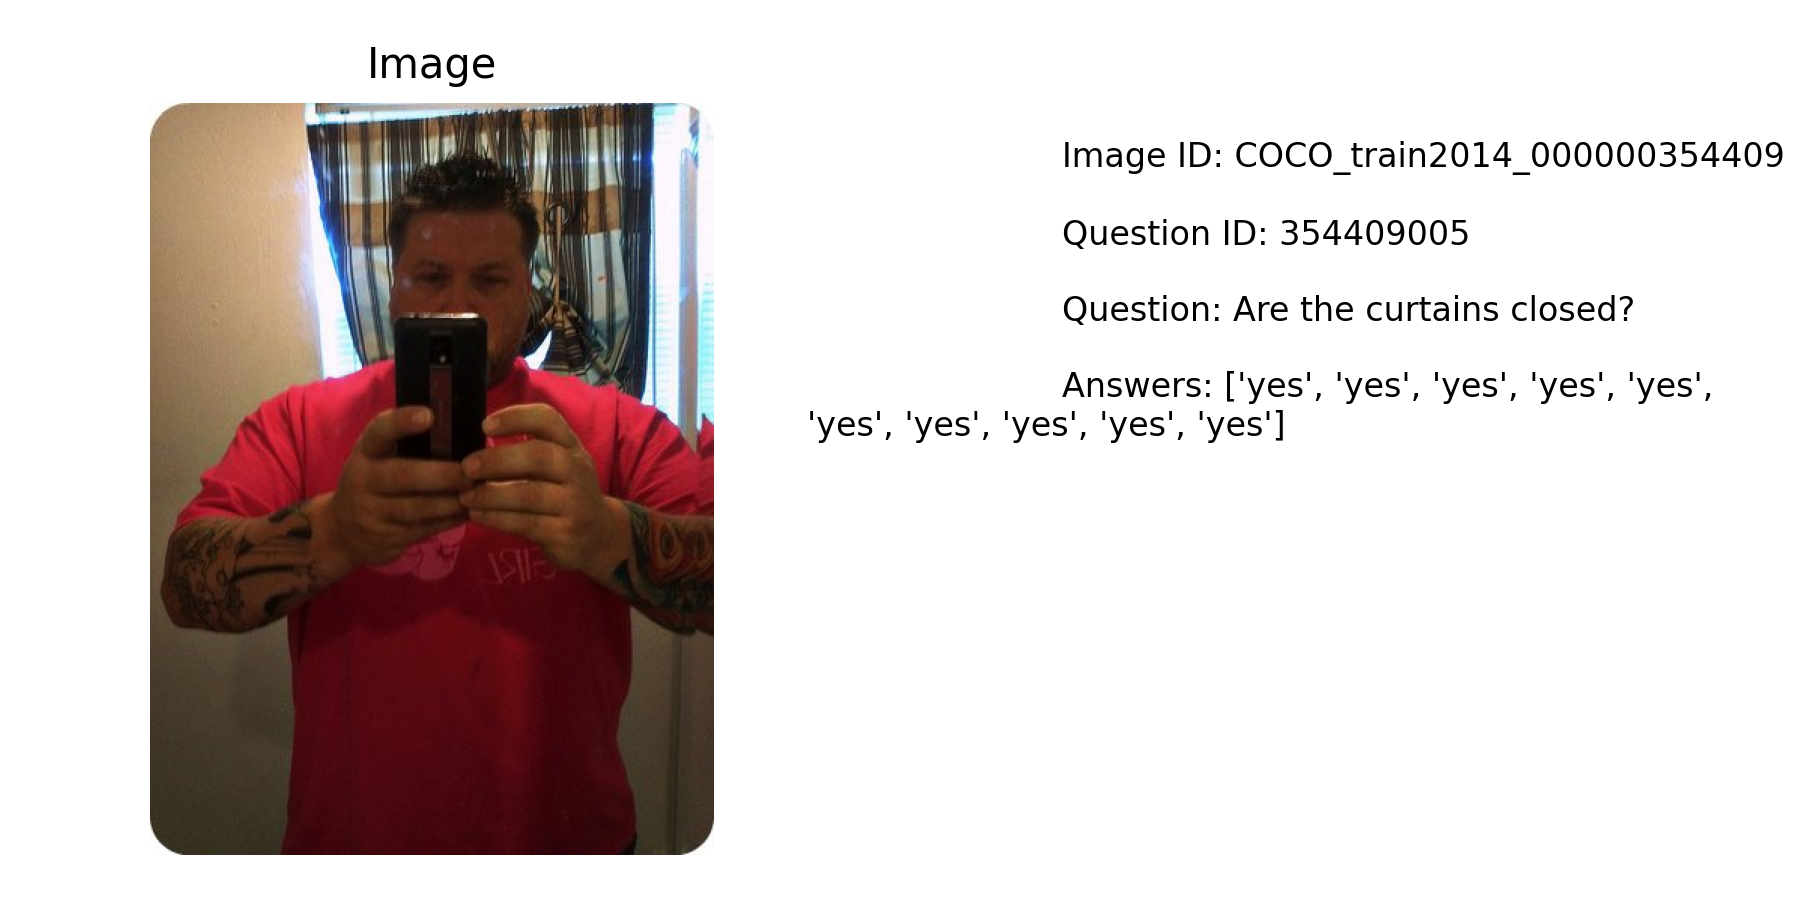 Image
Image ID: COCO_train2014_000000354409
Question ID: 354409005
Question: Are the curtains closed?
Answers: ['yes', 'yes', 'yes', 'yes', 'yes',
'yes', 'yes', 'yes', 'yes', 'yes']
GIRL